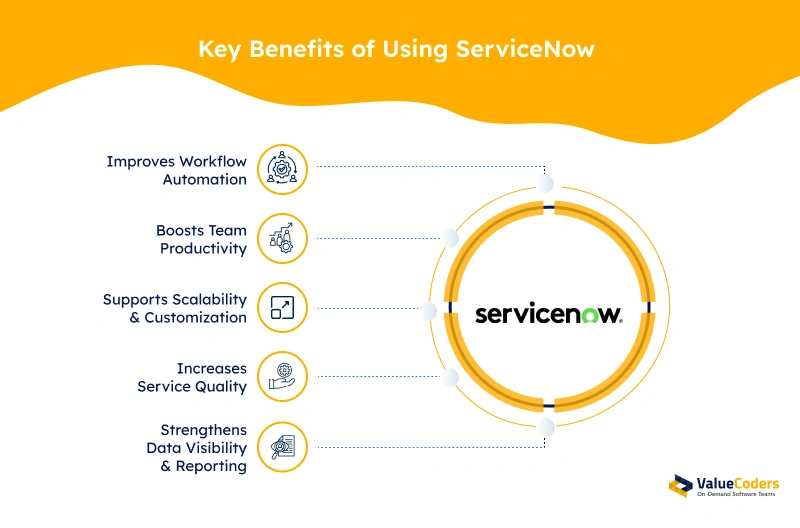 Key Benefits of Using ServiceNow
Improves Workflow
Automation
Boosts Team
Productivity
Supports Scalability
& Customization
Increases
Service Quality
Strengthens
Data Visibility
& Reporting
servicenow®
ValueCoders
On-Demand Software Teams